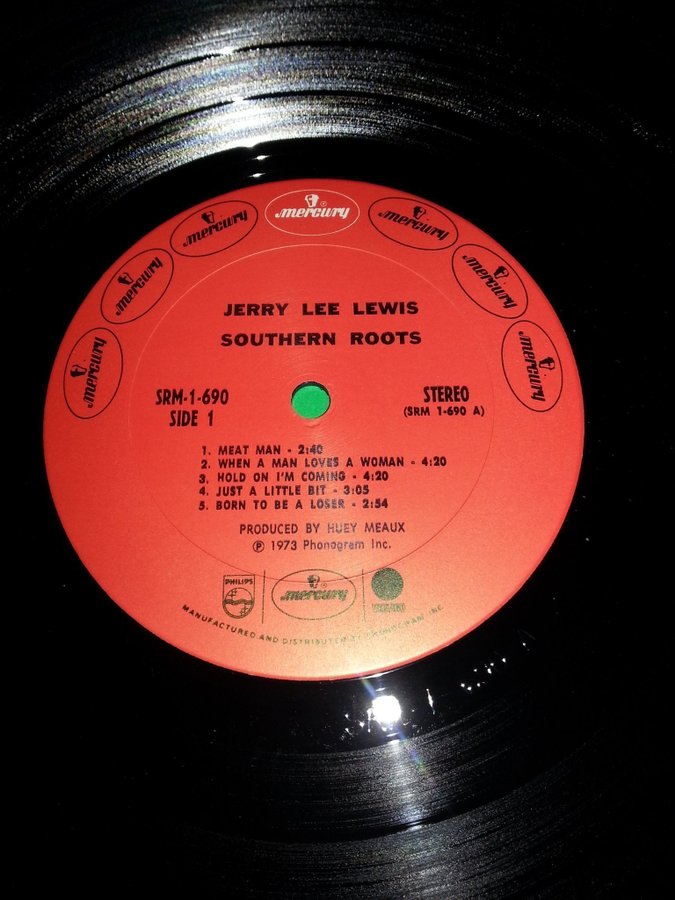 mercury
mercury
mercury
mercury
mercury
mercury
mercury
JERRY LEE LEWIS
SOUTHERN ROOTS
SRM-1-690
SIDE 1
STEREO
(SRM 1-690 A)
1. MEAT MAN - 2:40
2. WHEN A MAN LOVES A WOMAN - 4:20
3. HOLD ON I'M COMING - 4:20
4. JUST A LITTLE BIT - 3:05
5. BORN TO BE A LOSER - 2:54
PRODUCED BY HUEY MEAUX
℗ 1973 Phonogram Inc.
PHILIPS
mercury
MANUFACTURED AND DISTRIBUTED BY PHONOGRAM INC.